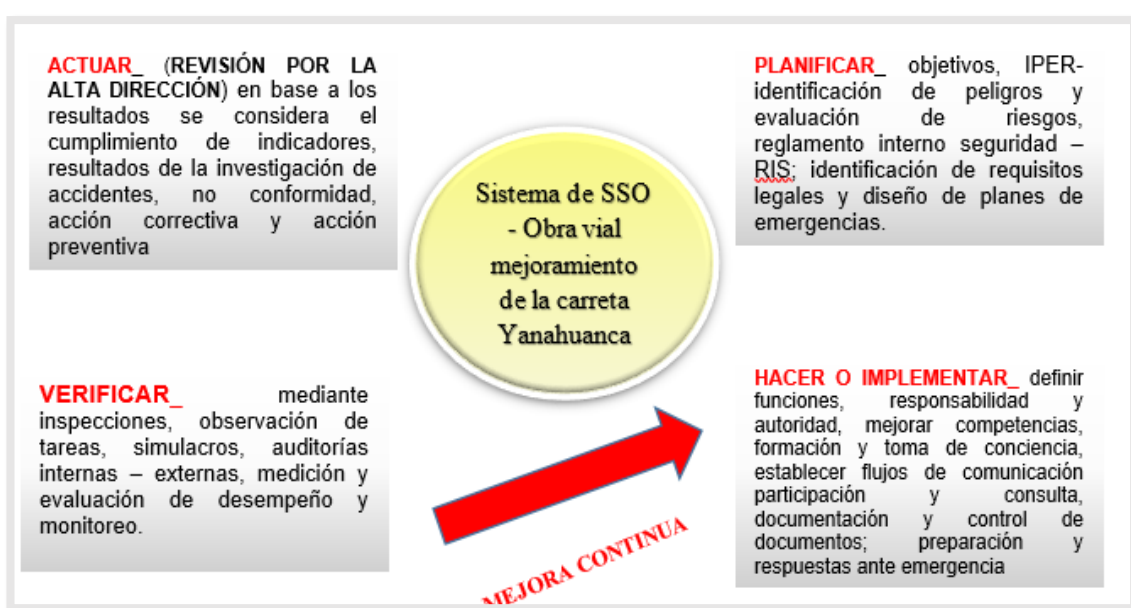 ACTUAR_ (REVISIÓN POR LA
ALTA DIRECCIÓN) en base a los
resultados se considera el
cumplimiento de indicadores,
resultados de la investigación de
accidentes, no conformidad,
acción correctiva y acción
preventiva
PLANIFICAR_ objetivos, IPER-
identificación de peligros y
evaluación de riesgos,
reglamento interno seguridad –
RIS; identificación de requisitos
legales y diseño de planes de
emergencias.
Sistema de SSO
- Obra vial
mejoramiento
de la carreta
Yanahuanca
VERIFICAR_ mediante
inspecciones, observación de
tareas, simulacros, auditorías
internas – externas, medición y
evaluación de desempeño y
monitoreo.
HACER O IMPLEMENTAR_ definir
funciones, responsabilidad y
autoridad, mejorar competencias,
formación y toma de conciencia,
establecer flujos de comunicación
participación y consulta,
documentación y control de
documentos; preparación y
respuestas ante emergencia
MEJORA CONTINUA